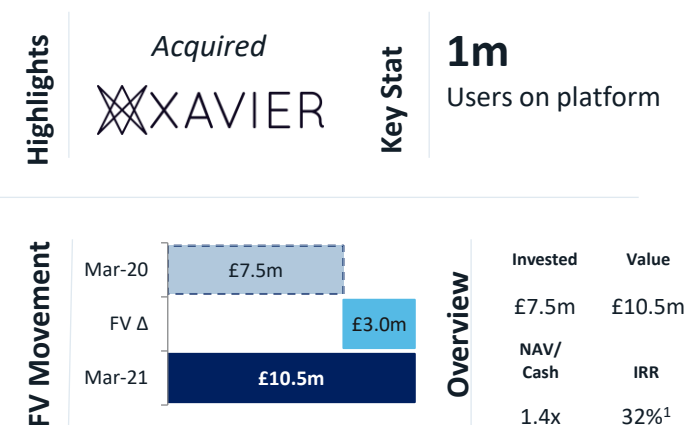 Highlights
Acquired
XAVIER
Key Stat
1m
Users on platform
FV Movement
Mar-20
£7.5m
FV Δ
£3.0m
Mar-21
£10.5m
Overview
Invested Value
£7.5m £10.5m
NAV/
Cash IRR
1.4x 32%¹